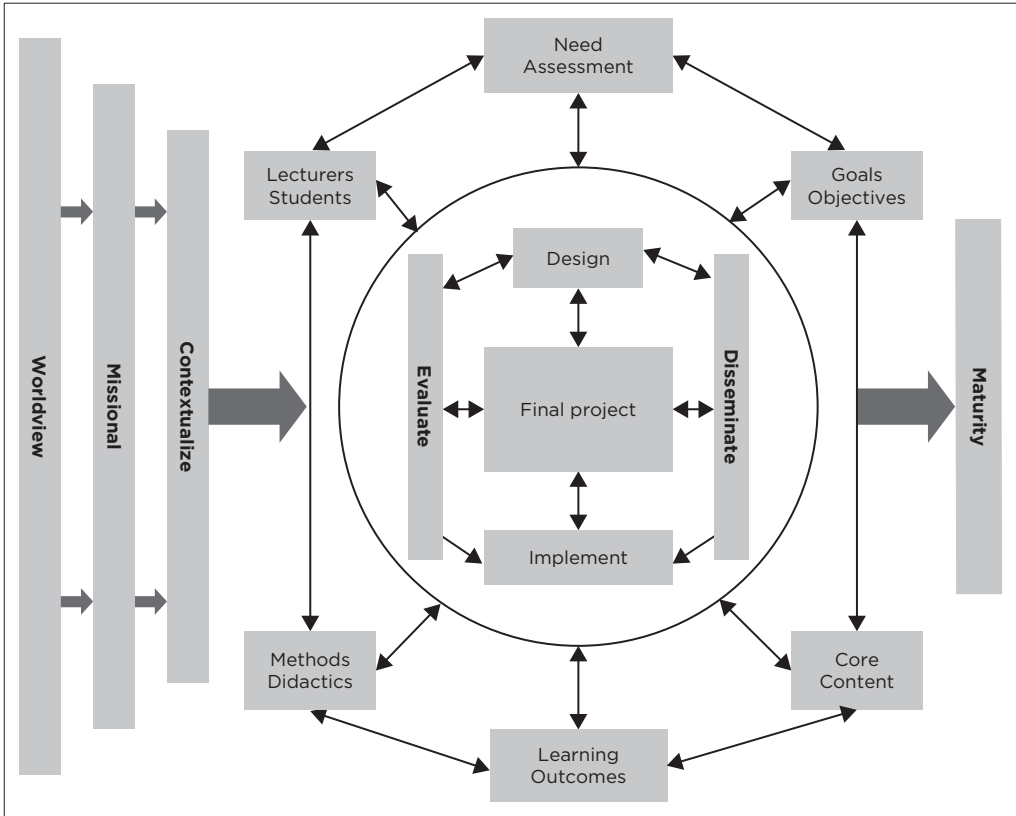 Worldview
Missional
Contextualize
Need
Assessment
Lecturers
Students
Goals
Objectives
Design
Evaluate
Final project
Disseminate
Implement
Maturity
Methods
Didactics
Core
Content
Learning
Outcomes